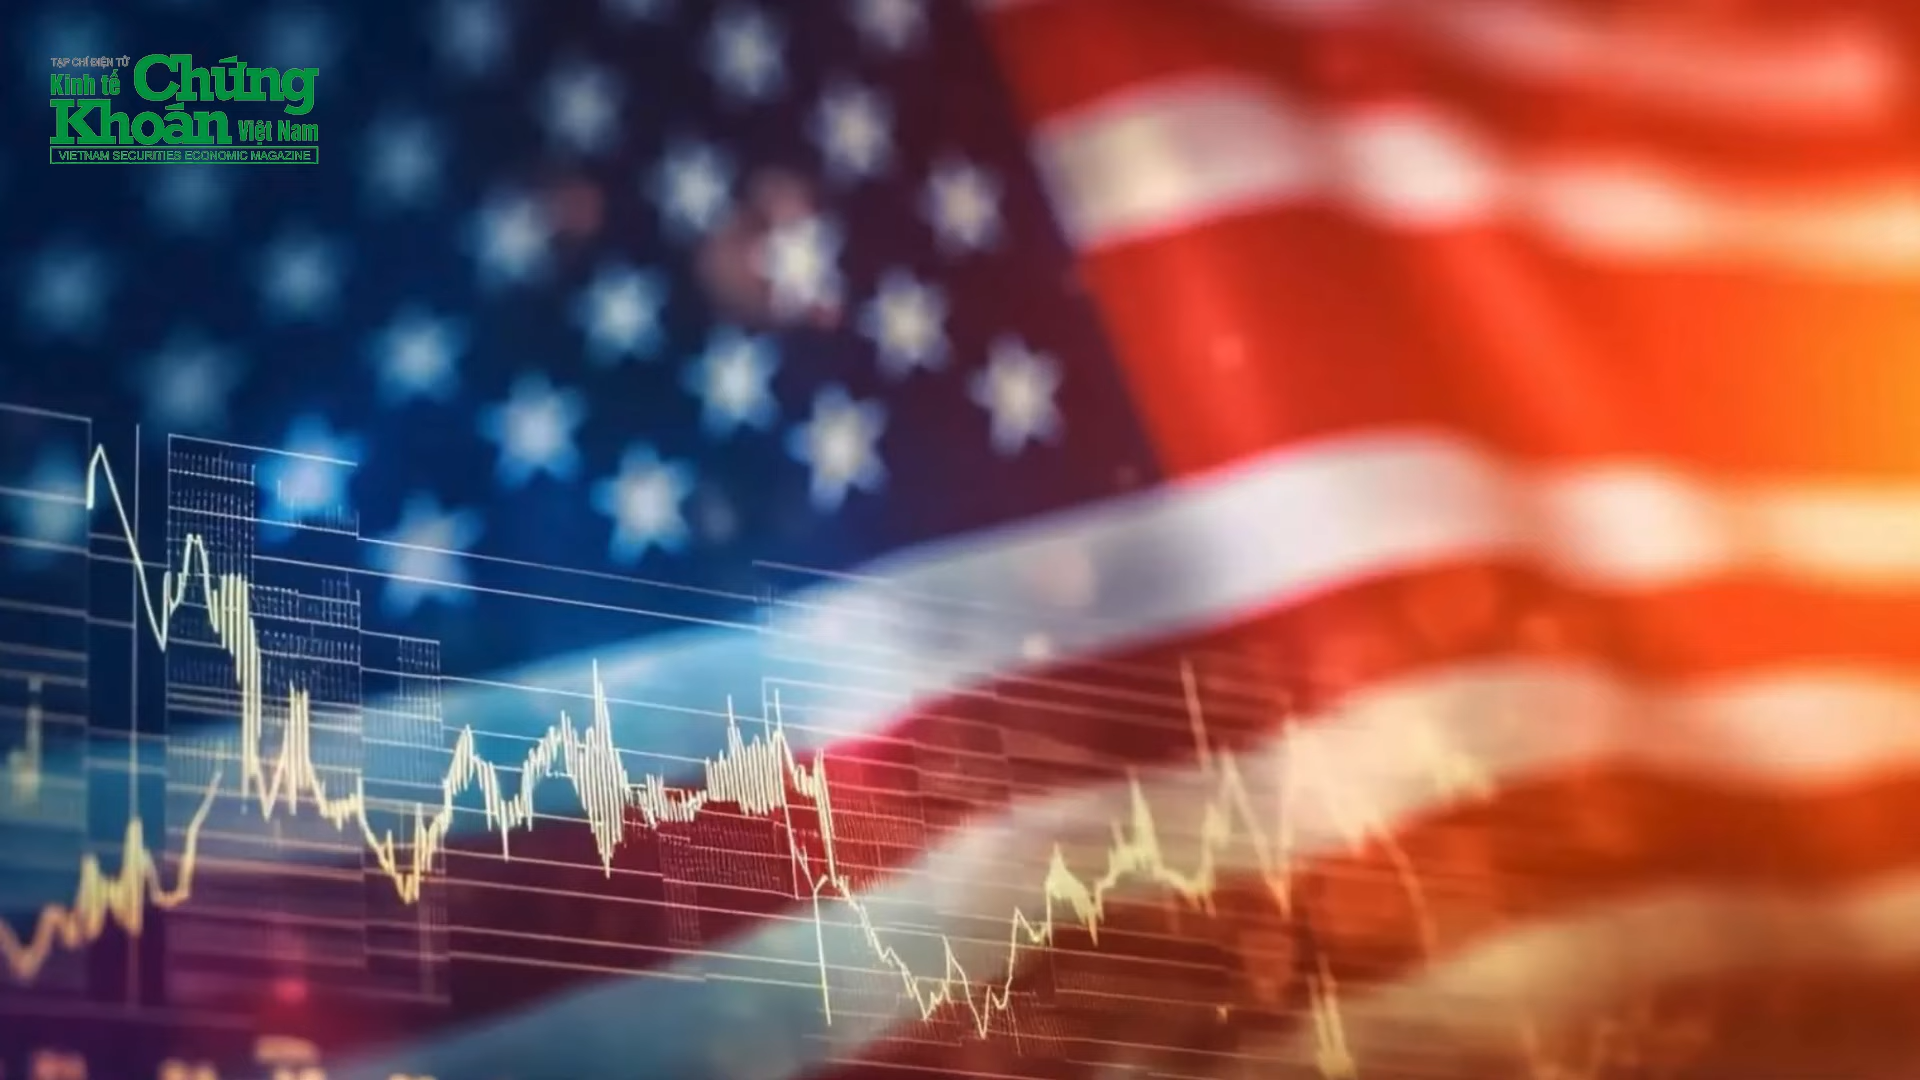 TẠP CHÍ ĐIỆN TỬ
Kinh tế Chứng
Khoán Việt Nam
VIETNAM SECURITIES ECONOMIC MAGAZINE